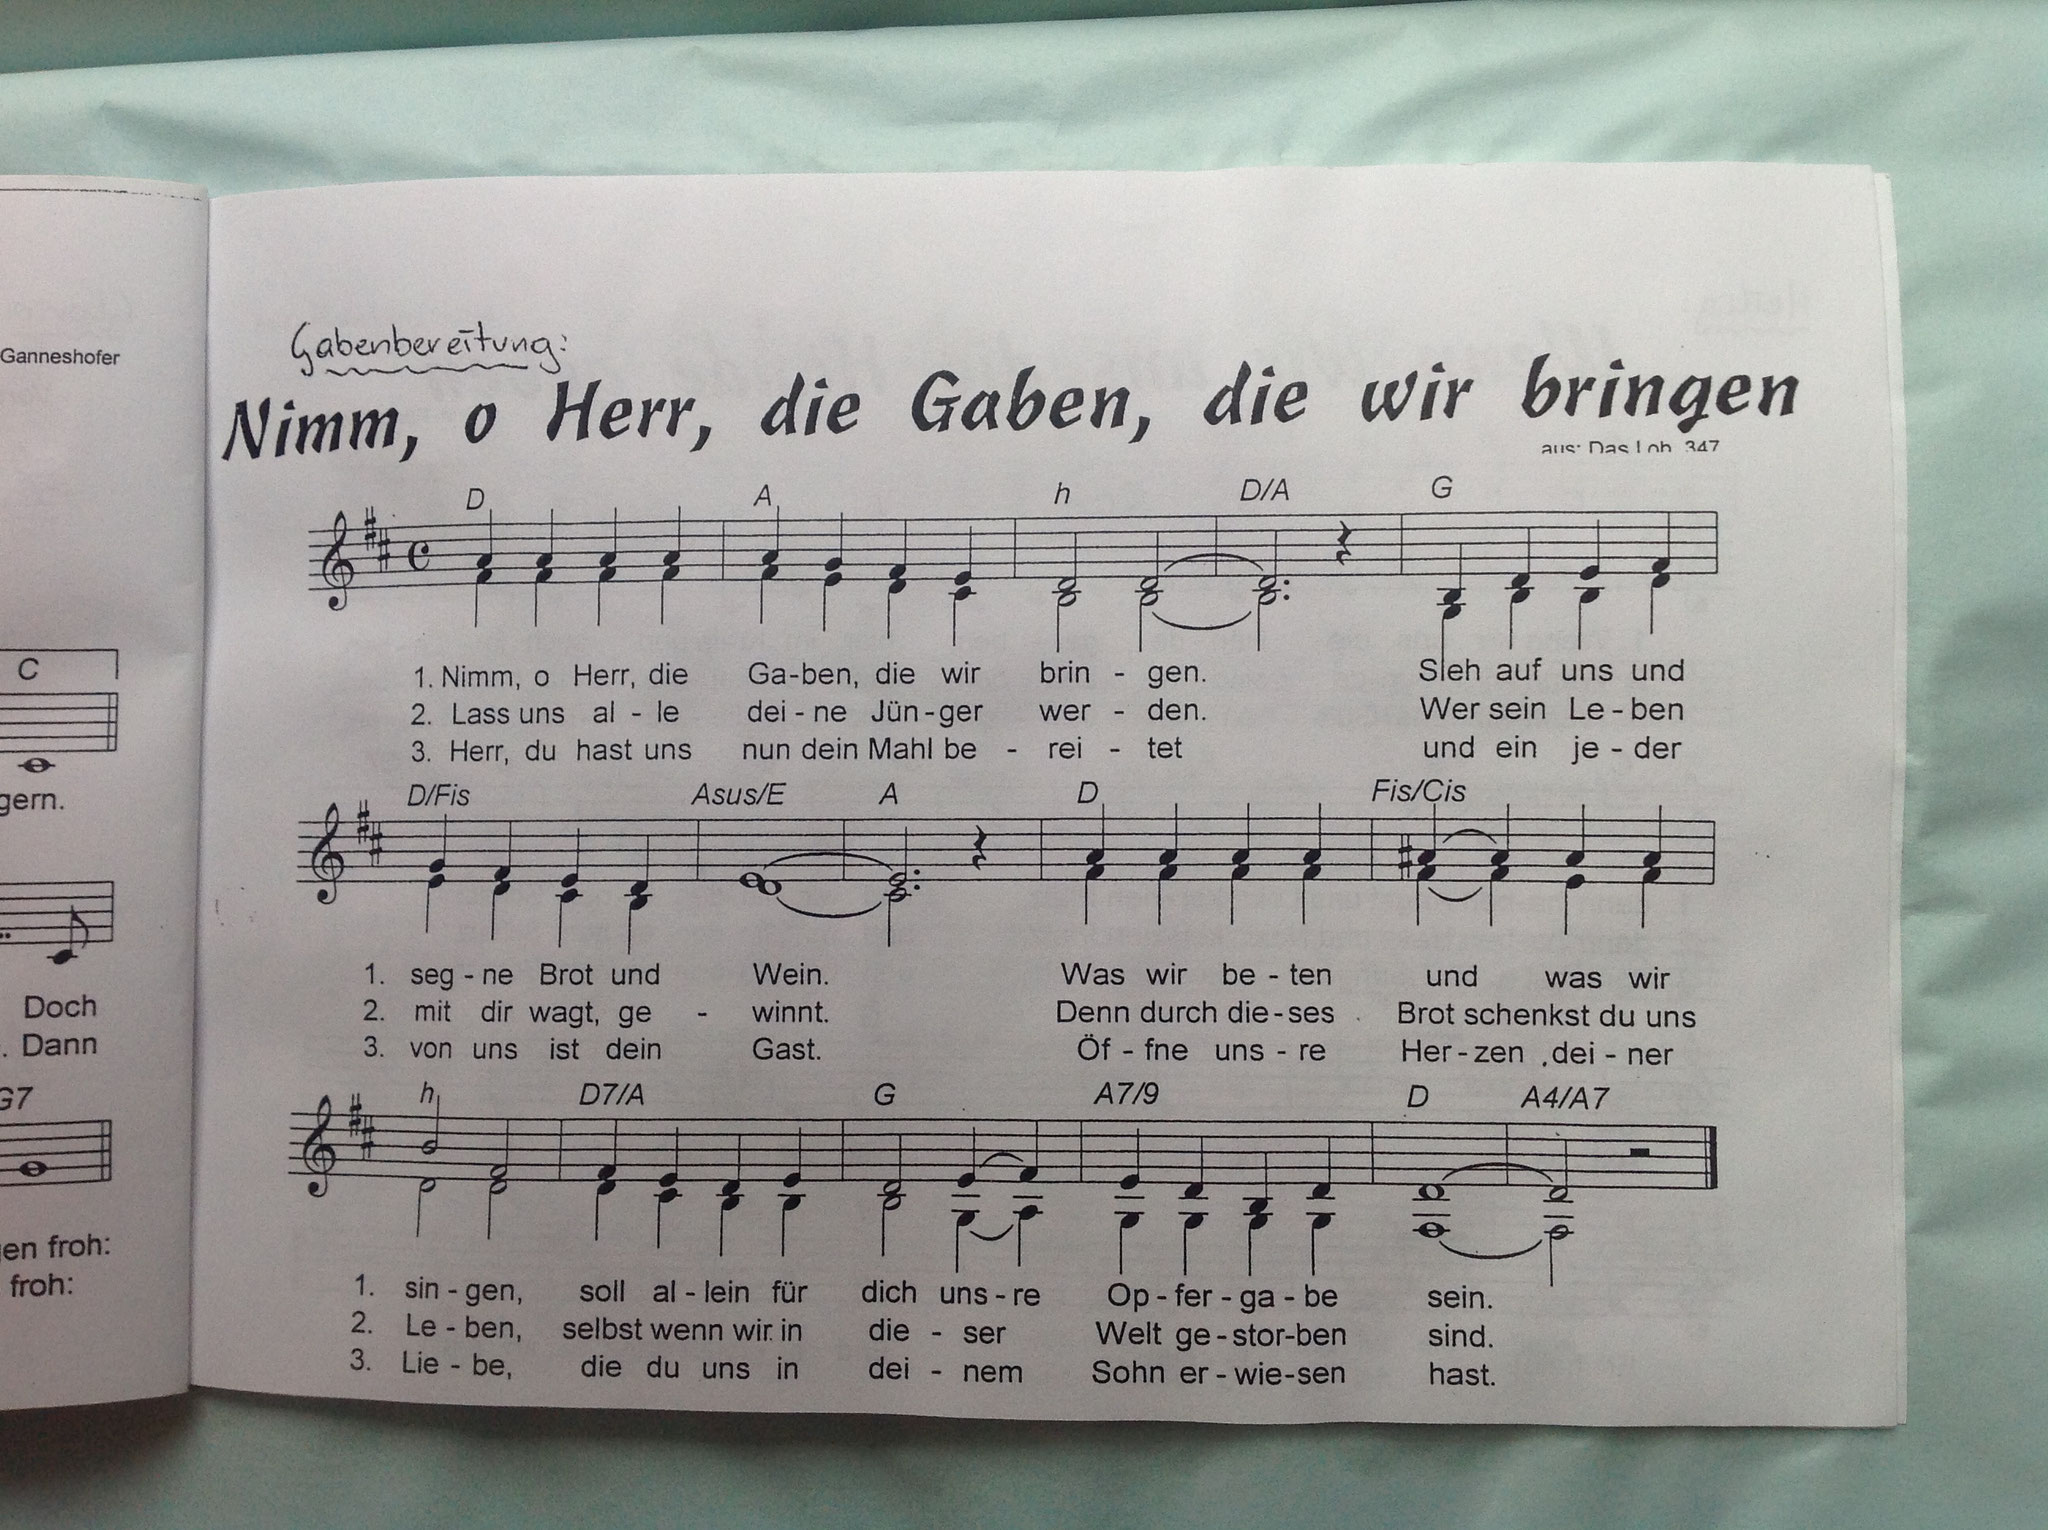 Ganneshofer
C
gern.
Doch
. Dann
G7
gen froh:
froh:
Gabenbereitung:
Nimm, o Herr, die Gaben, die wir bringen
aus: Das Lob, 347
D A h D/A G
1. Nimm, o Herr, die Ga-ben, die wir brin - gen. Sieh auf uns und
2. Lass uns al - le dei - ne Jün-ger wer - den. Wer sein Le - ben
3. Herr, du hast uns nun dein Mahl be - rei - tet und ein je - der
D/Fis Asus/E A D Fis/Cis
1. seg - ne Brot und Wein. Was wir be - ten und was wir
2. mit dir wagt, ge - winnt. Denn durch die-ses Brot schenkst du uns
3. von uns ist dein Gast. Öf - fne uns - re Her-zen dei - ner
h D7/A G A7/9 D A4/A7
1. sin - gen, soll al - lein für dich uns - re Op - fer - ga - be sein.
2. Le - ben, selbst wenn wir in die - ser Welt ge - stor-ben sind.
3. Lie - be, die du uns in dei - nem Sohn er - wie-sen hast.